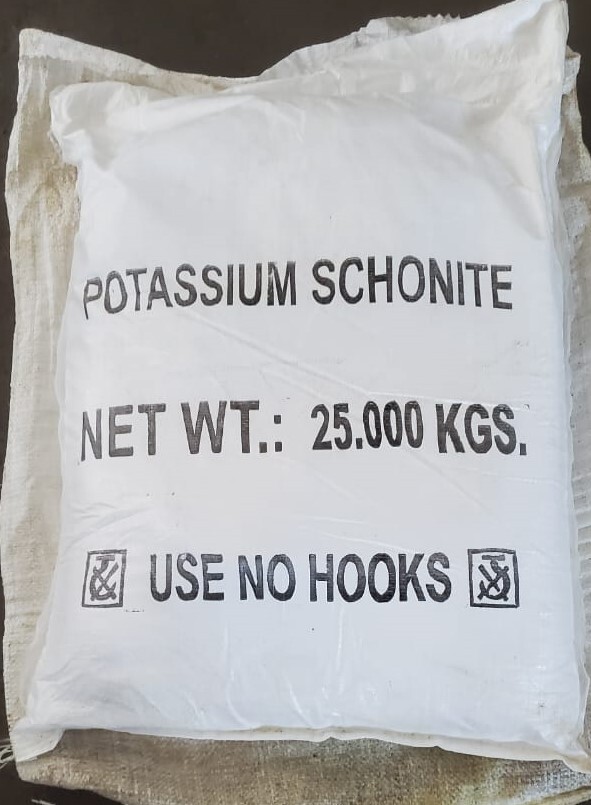 POTASSIUM SCHONITE
NET WT.: 25.000 KGS.
USE NO HOOKS